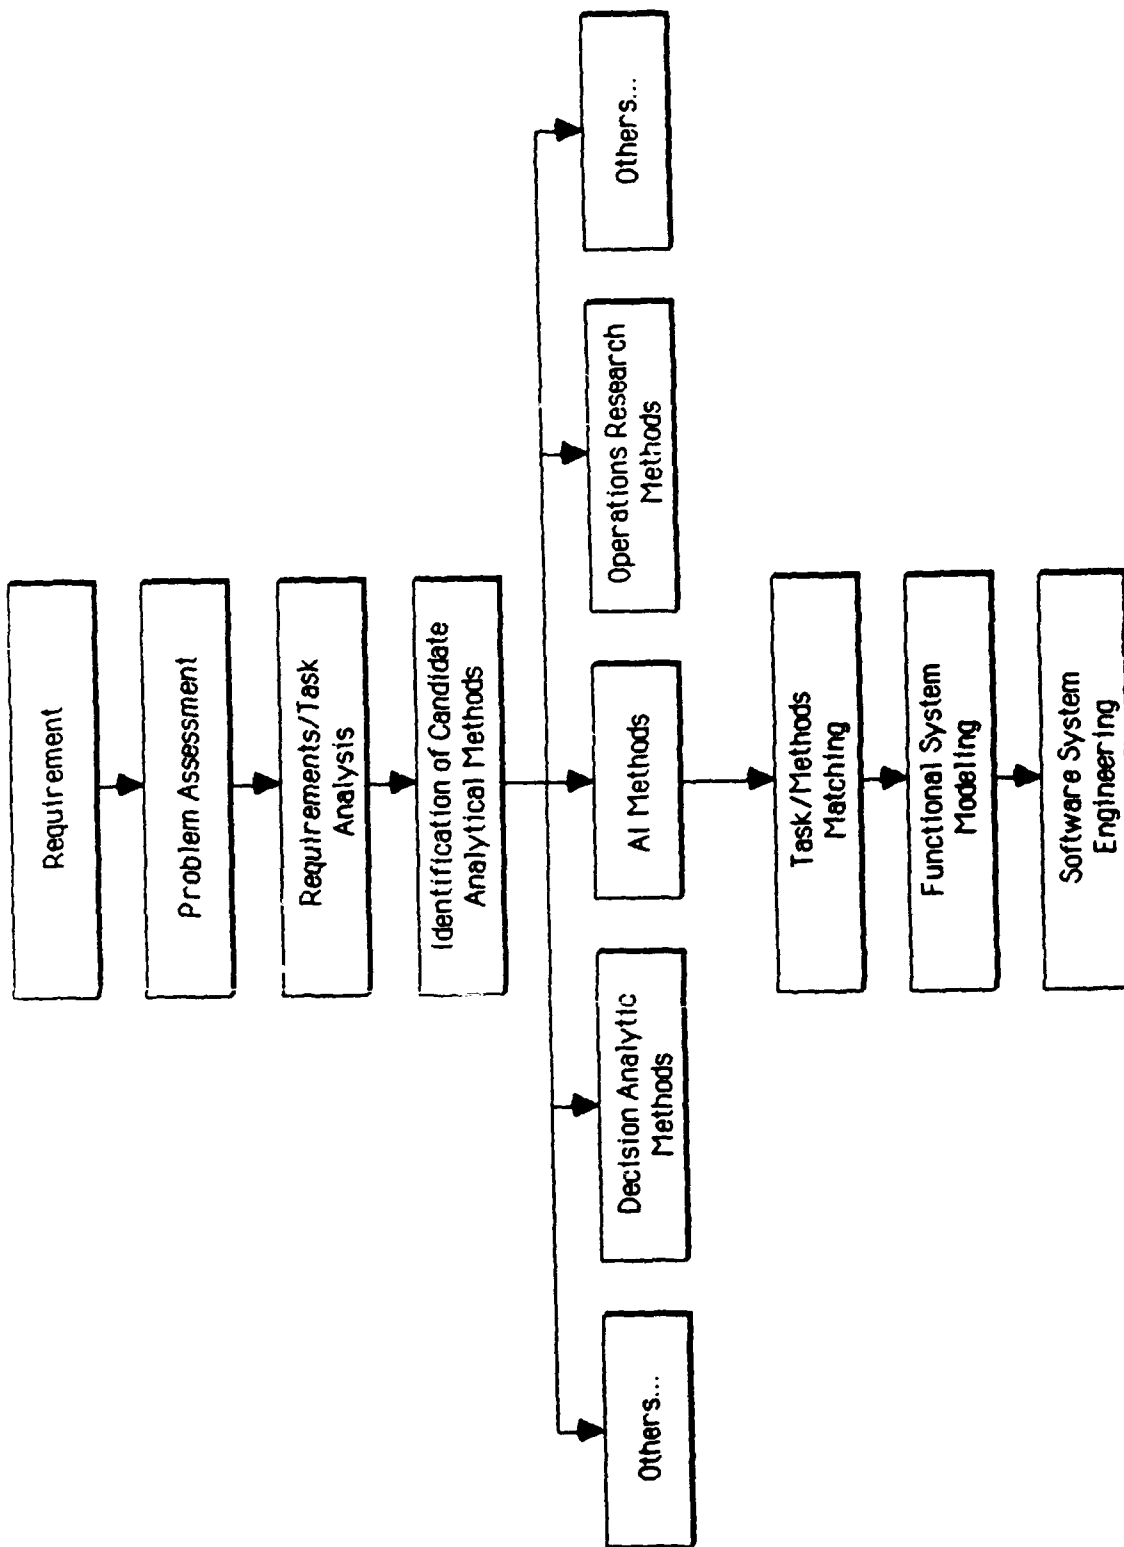 Requirement
Problem Assessment
Requirements/Task
Analysis
Identification of Candidate
Analytical Methods
Others...
Decision Analytic
Methods
AI Methods
Operations Research
Methods
Others...
Task/Methods
Matching
Functional System
Modeling
Software System
Engineering